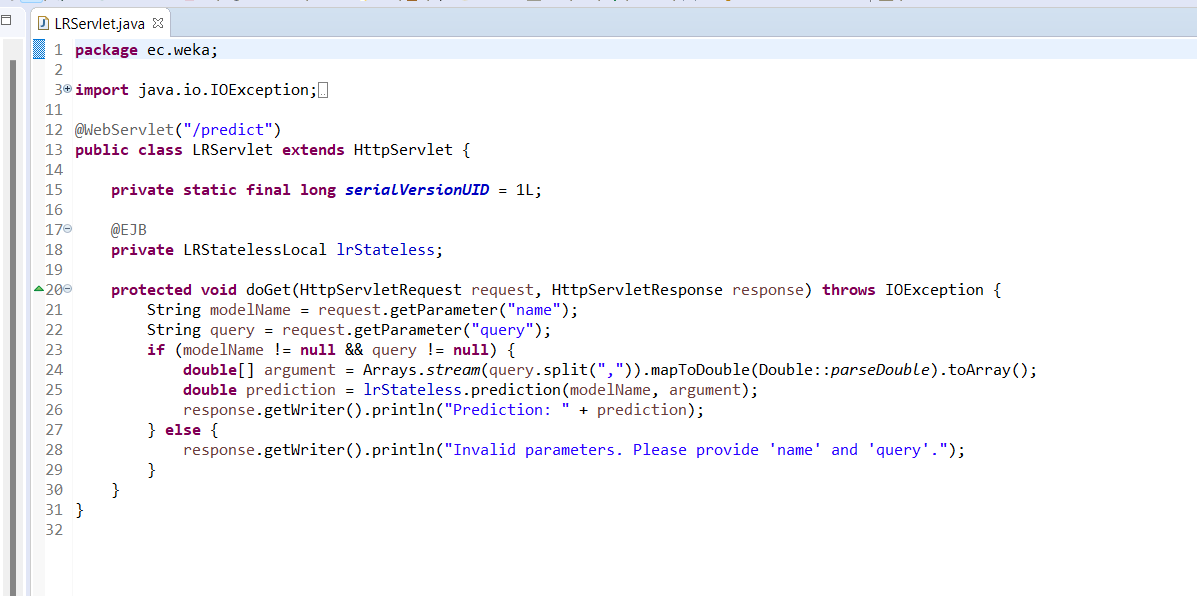 LRServlet.java
1 package ec.weka;
2
3 import java.io.IOException;
11
12 @WebServlet("/predict")
13 public class LRServlet extends HttpServlet {
14
15     private static final long serialVersionUID = 1L;
16
17     @EJB
18     private LRStatelessLocal lrStateless;
19
20     protected void doGet(HttpServletRequest request, HttpServletResponse response) throws IOException {
21         String modelName = request.getParameter("name");
22         String query = request.getParameter("query");
23         if (modelName != null && query != null) {
24             double[] argument = Arrays.stream(query.split(",")).mapToDouble(Double::parseDouble).toArray();
25             double prediction = lrStateless.prediction(modelName, argument);
26             response.getWriter().println("Prediction: " + prediction);
27         } else {
28             response.getWriter().println("Invalid parameters. Please provide 'name' and 'query'.");
29         }
30     }
31 }
32